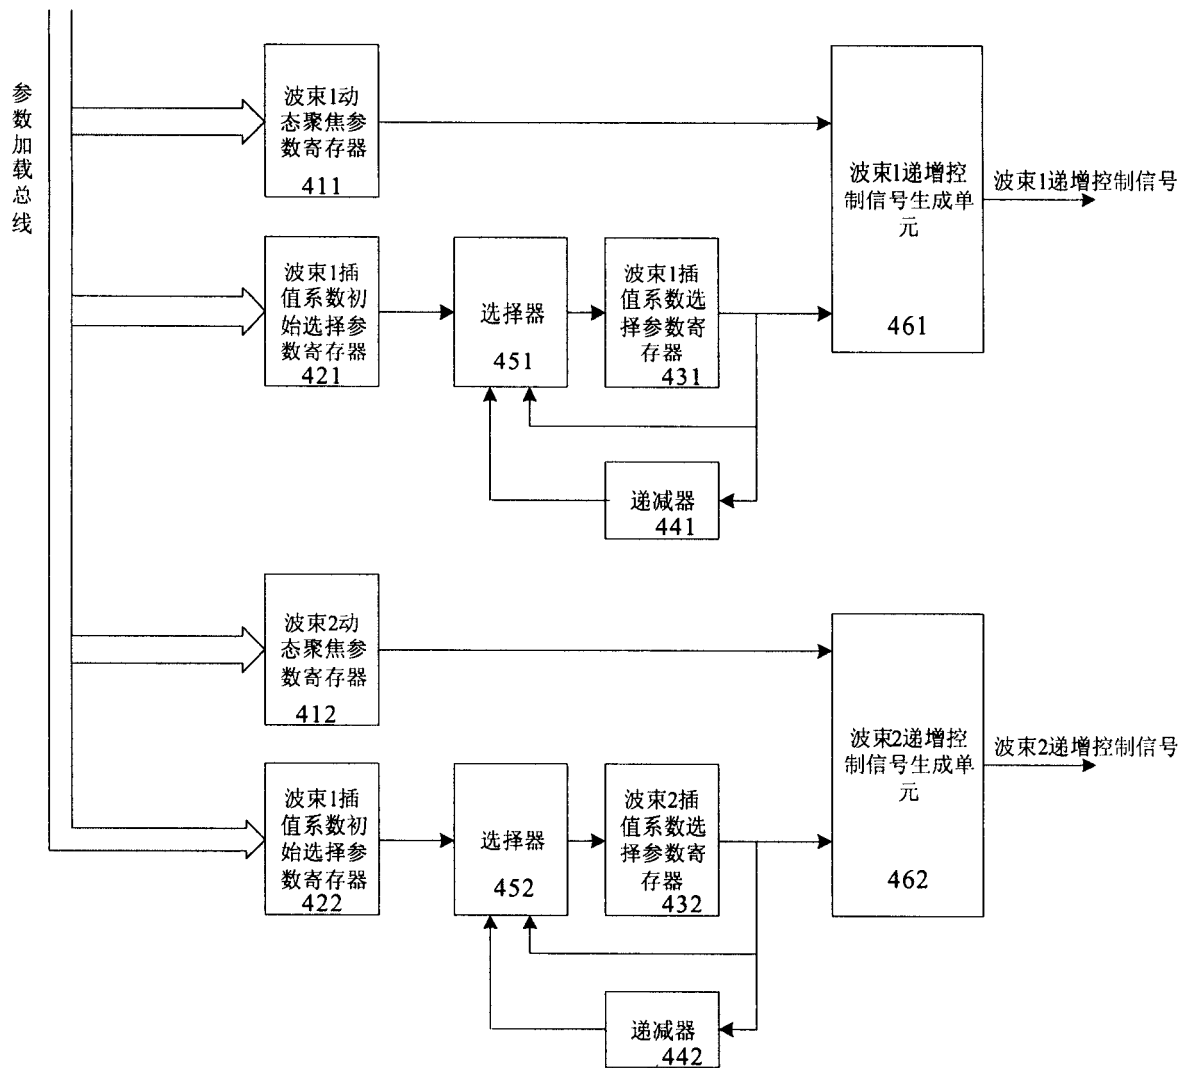 参数加载总线
波束1动
态聚焦参
数寄存器
411
波束1插
值系数初
始选择参
数寄存器
421
选择器
451
波束1插
值系数选
择参数寄
存器
431
递减器
441
波束1递增控
制信号生成单
元
461
波束1递增控制信号
波束2动
态聚焦参
数寄存器
412
波束1插
值系数初
始选择参
数寄存器
422
选择器
452
波束2插
值系数选
择参数寄
存器
432
递减器
442
波束2递增控
制信号生成单
元
462
波束2递增控制信号